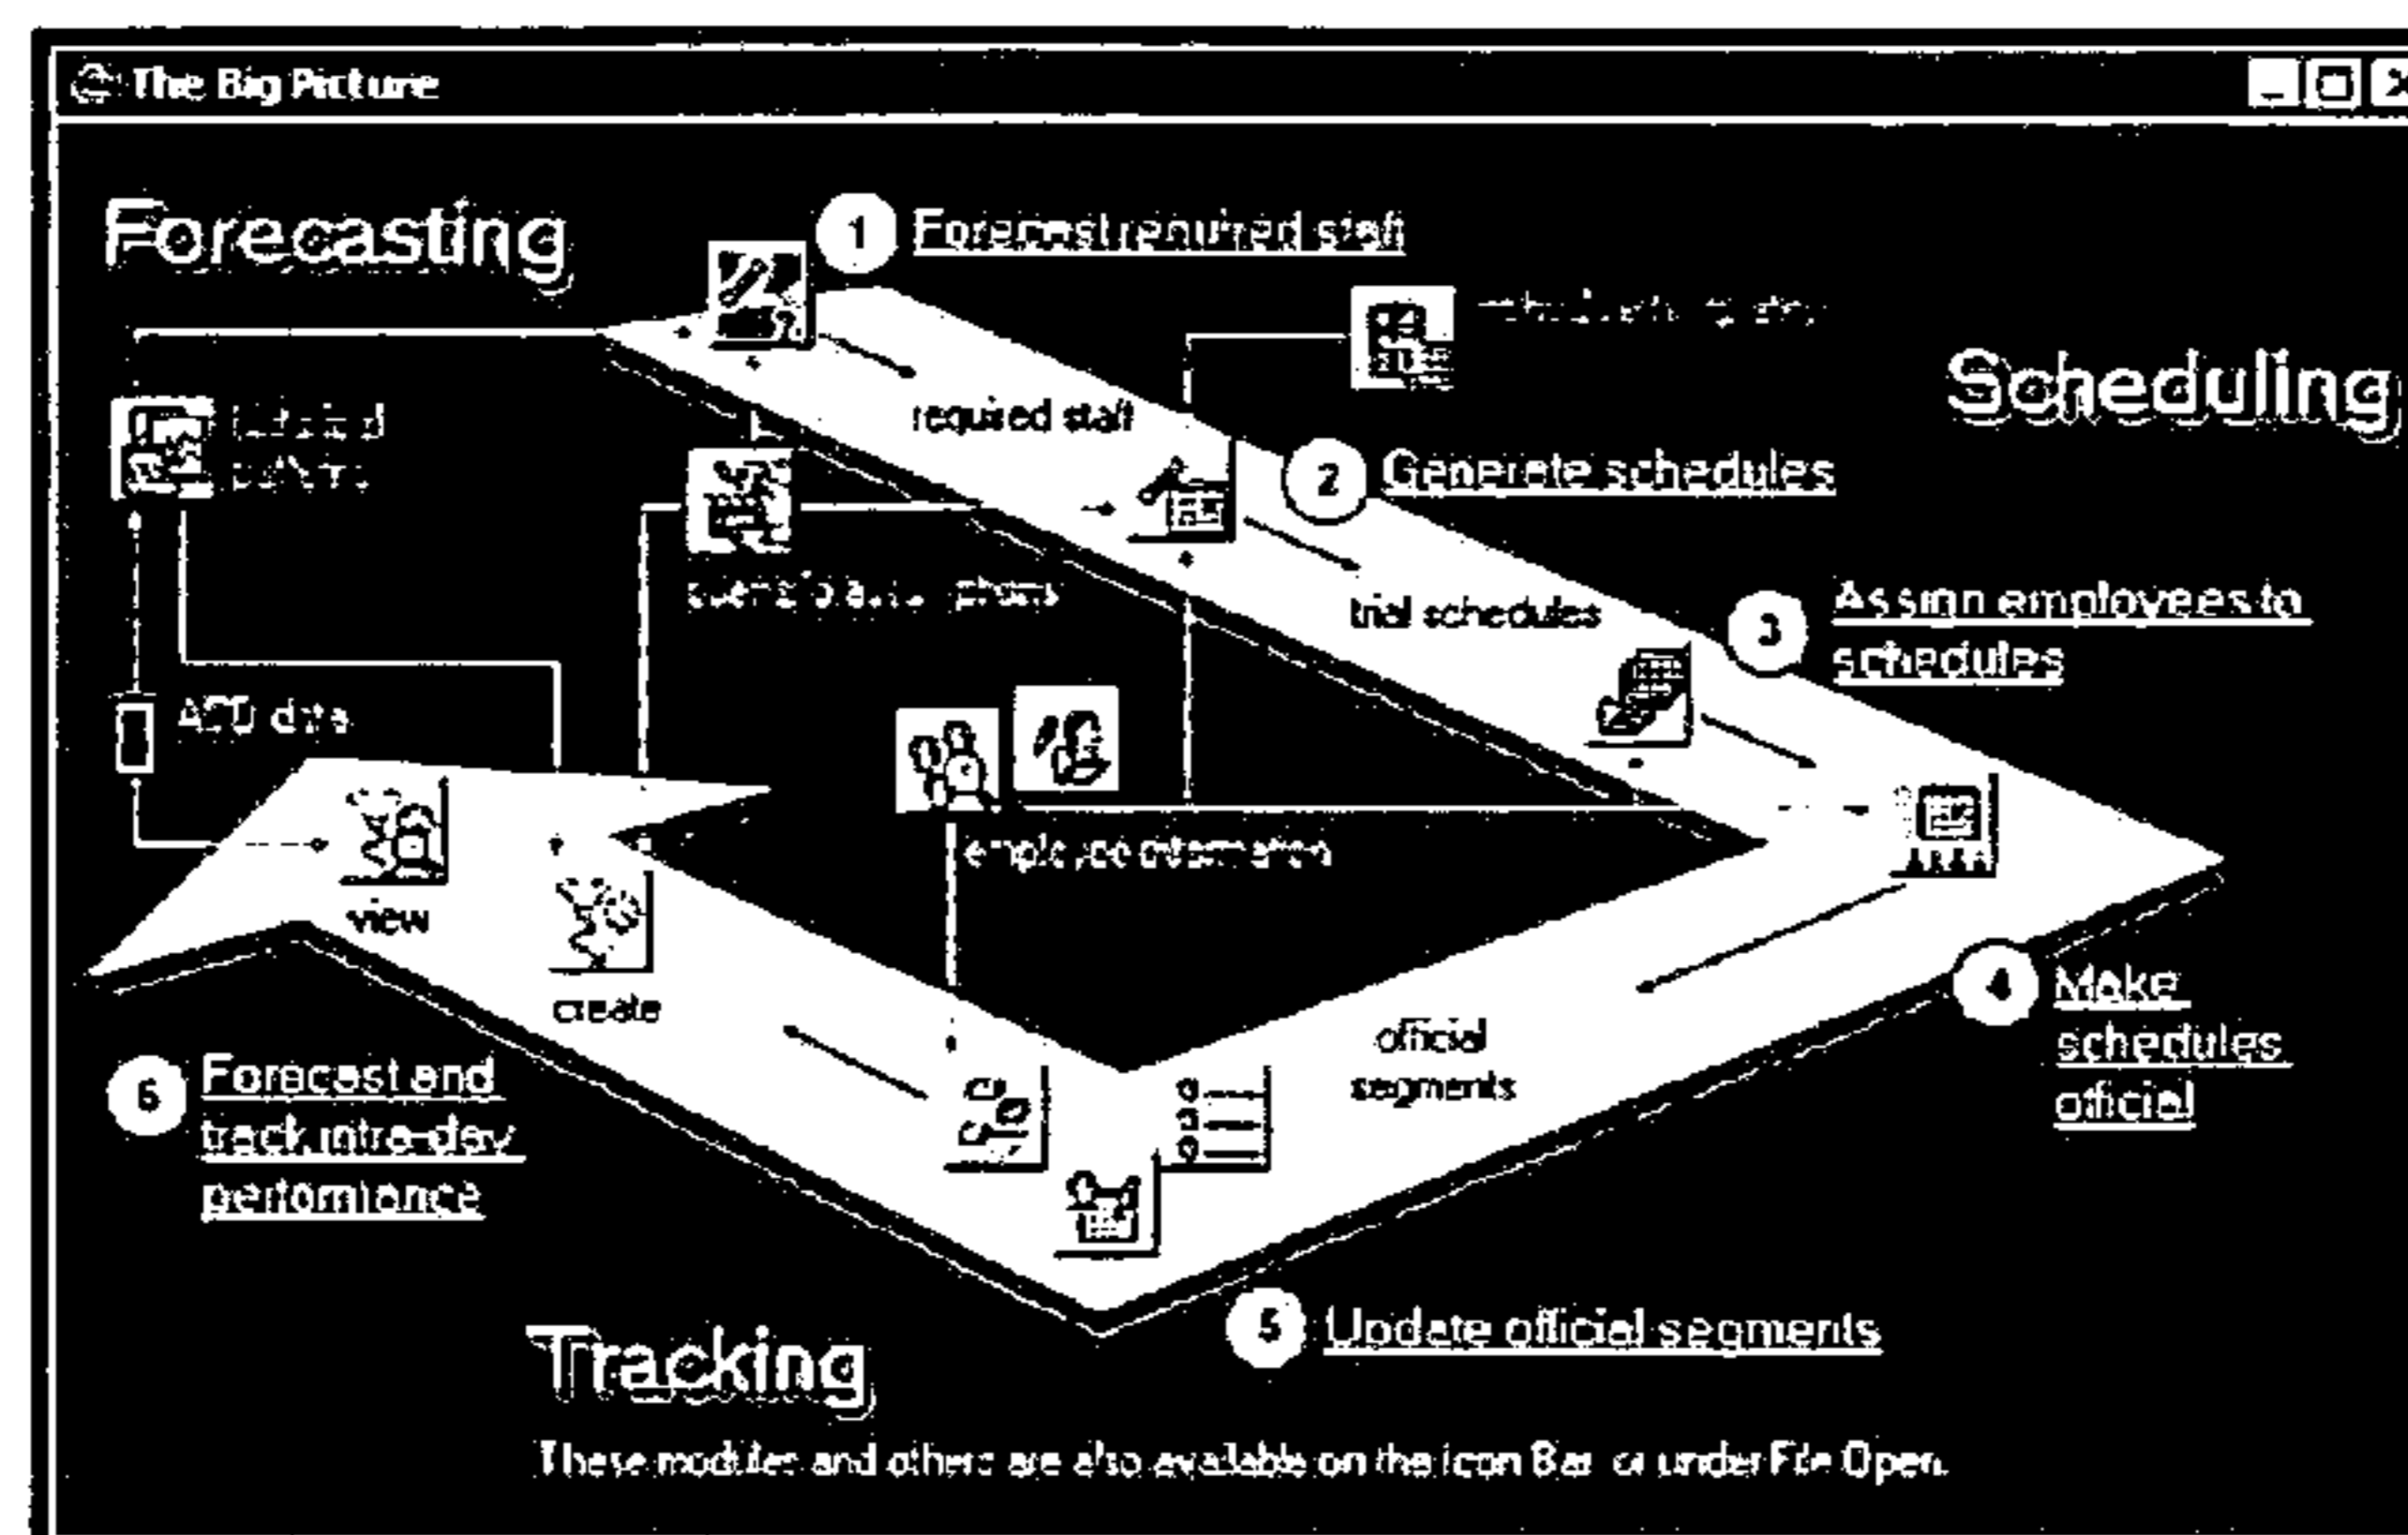 The Big Picture
Forecasting
1 Forecast required staff
required staff
Scheduling
2 Generate schedules
trial schedules
3 Assign employees to
schedules
ACD data
employee information
view
create
4 Make
schedules
official
official
segments
6 Forecast and
track intra-day
performance
5 Update official segments
Tracking
These modules and others are also available on the Icon Bar or under File Open.